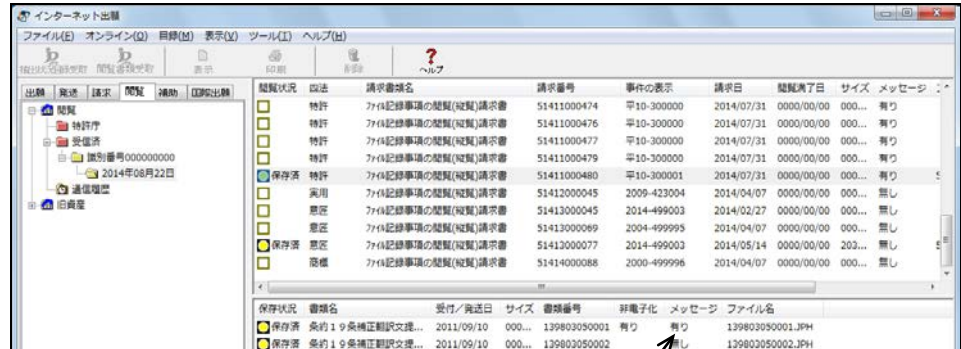 インターネット出願
ファイル(F) オンライン(O) 目録(M) 表示(V) ツール(T) ヘルプ(H)
閲覧書類受取 表示 印刷 削除 ヘルプ
出願 発送 請求 閲覧 補助 国際出願
閲覧
特許庁
受信済
識別番号000000000
2014年08月22日
通信履歴
旧資産
閲覧状況 四法 請求書類名 請求番号 事件の表示 請求日 閲覧満了日 サイズ メッセージ
特許 ファイル記録事項の閲覧(縦覧)請求書 51411000474 平10-300000 2014/07/31 0000/00/00 000... 有り
特許 ファイル記録事項の閲覧(縦覧)請求書 51411000476 平10-300000 2014/07/31 0000/00/00 000... 有り
特許 ファイル記録事項の閲覧(縦覧)請求書 51411000477 平10-300000 2014/07/31 0000/00/00 000... 有り
特許 ファイル記録事項の閲覧(縦覧)請求書 51411000479 平10-300000 2014/07/31 0000/00/00 000... 有り
保存済 特許 ファイル記録事項の閲覧(縦覧)請求書 51411000480 平10-300001 2014/07/31 0000/00/00 000... 有り
実用 ファイル記録事項の閲覧(縦覧)請求書 51412000045 2009-423004 2014/04/07 0000/00/00 000... 無し
意匠 ファイル記録事項の閲覧(縦覧)請求書 51413000045 2014-499003 2014/02/27 0000/00/00 000... 無し
意匠 ファイル記録事項の閲覧(縦覧)請求書 51413000069 2004-499995 2014/04/07 0000/00/00 000... 無し
保存済 意匠 ファイル記録事項の閲覧(縦覧)請求書 51413000077 2014-499003 2014/05/14 0000/00/00 203... 無し
商標 ファイル記録事項の閲覧(縦覧)請求書 51414000088 2000-499996 2014/04/07 0000/00/00 000... 無し
保存状況 書類名 受付/発送日 サイズ 書類番号 非電子化 メッセージ ファイル名
保存済 条約19条補正翻訳文提... 2011/09/10 000... 139803050001 有り 有り 139803050001.JPH
保存済 条約19条補正翻訳文提... 2011/09/10 000... 139803050002 無し 139803050002.JPH